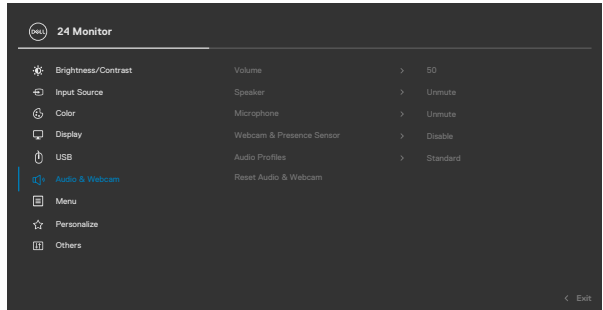 DELL 24 Monitor
Brightness/Contrast Volume > 50
Input Source Speaker > Unmute
Color Microphone > Unmute
Display Webcam & Presence Sensor > Disable
USB Audio Profiles > Standard
Audio & Webcam Reset Audio & Webcam
Menu
Personalize
Others
< Exit